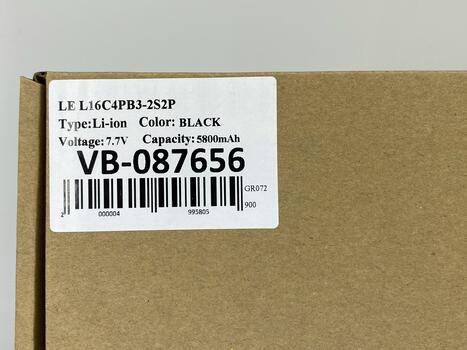 LE L16C4PB3-2S2P
Type:Li-ion Color: BLACK
Voltage:7.7V Capacity:5800mAh
VB-087656
GR072
2 000004 995805 900